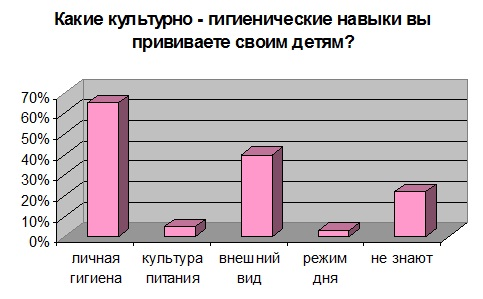 Какие культурно - гигиенические навыки вы
прививаете своим детям?
70%
60%
50%
40%
30%
20%
10%
0%
личная
гигиена
культура
питания
внешний
вид
режим
дня
не знают